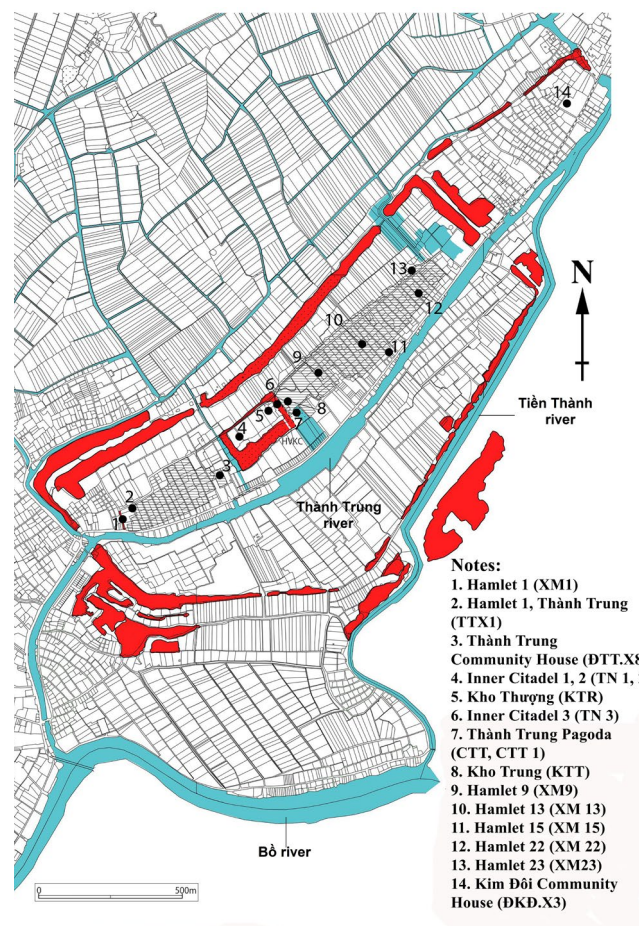 14
N
13
12
10
11
9
6
5
8
7
4
HVKC
3
2
1
Tiền Thành
river
Thành Trung
river
Bồ river
0
500m
Notes:
1. Hamlet 1 (XM1)
2. Hamlet 1, Thành Trung
(TTX1)
3. Thành Trung
Community House (ĐTT.X8
4. Inner Citadel 1, 2 (TN 1,
5. Kho Thượng (KTR)
6. Inner Citadel 3 (TN 3)
7. Thành Trung Pagoda
(CTT, CTT 1)
8. Kho Trung (KTT)
9. Hamlet 9 (XM9)
10. Hamlet 13 (XM 13)
11. Hamlet 15 (XM 15)
12. Hamlet 22 (XM 22)
13. Hamlet 23 (XM23)
14. Kim Đôi Community
House (ĐKĐ.X3)